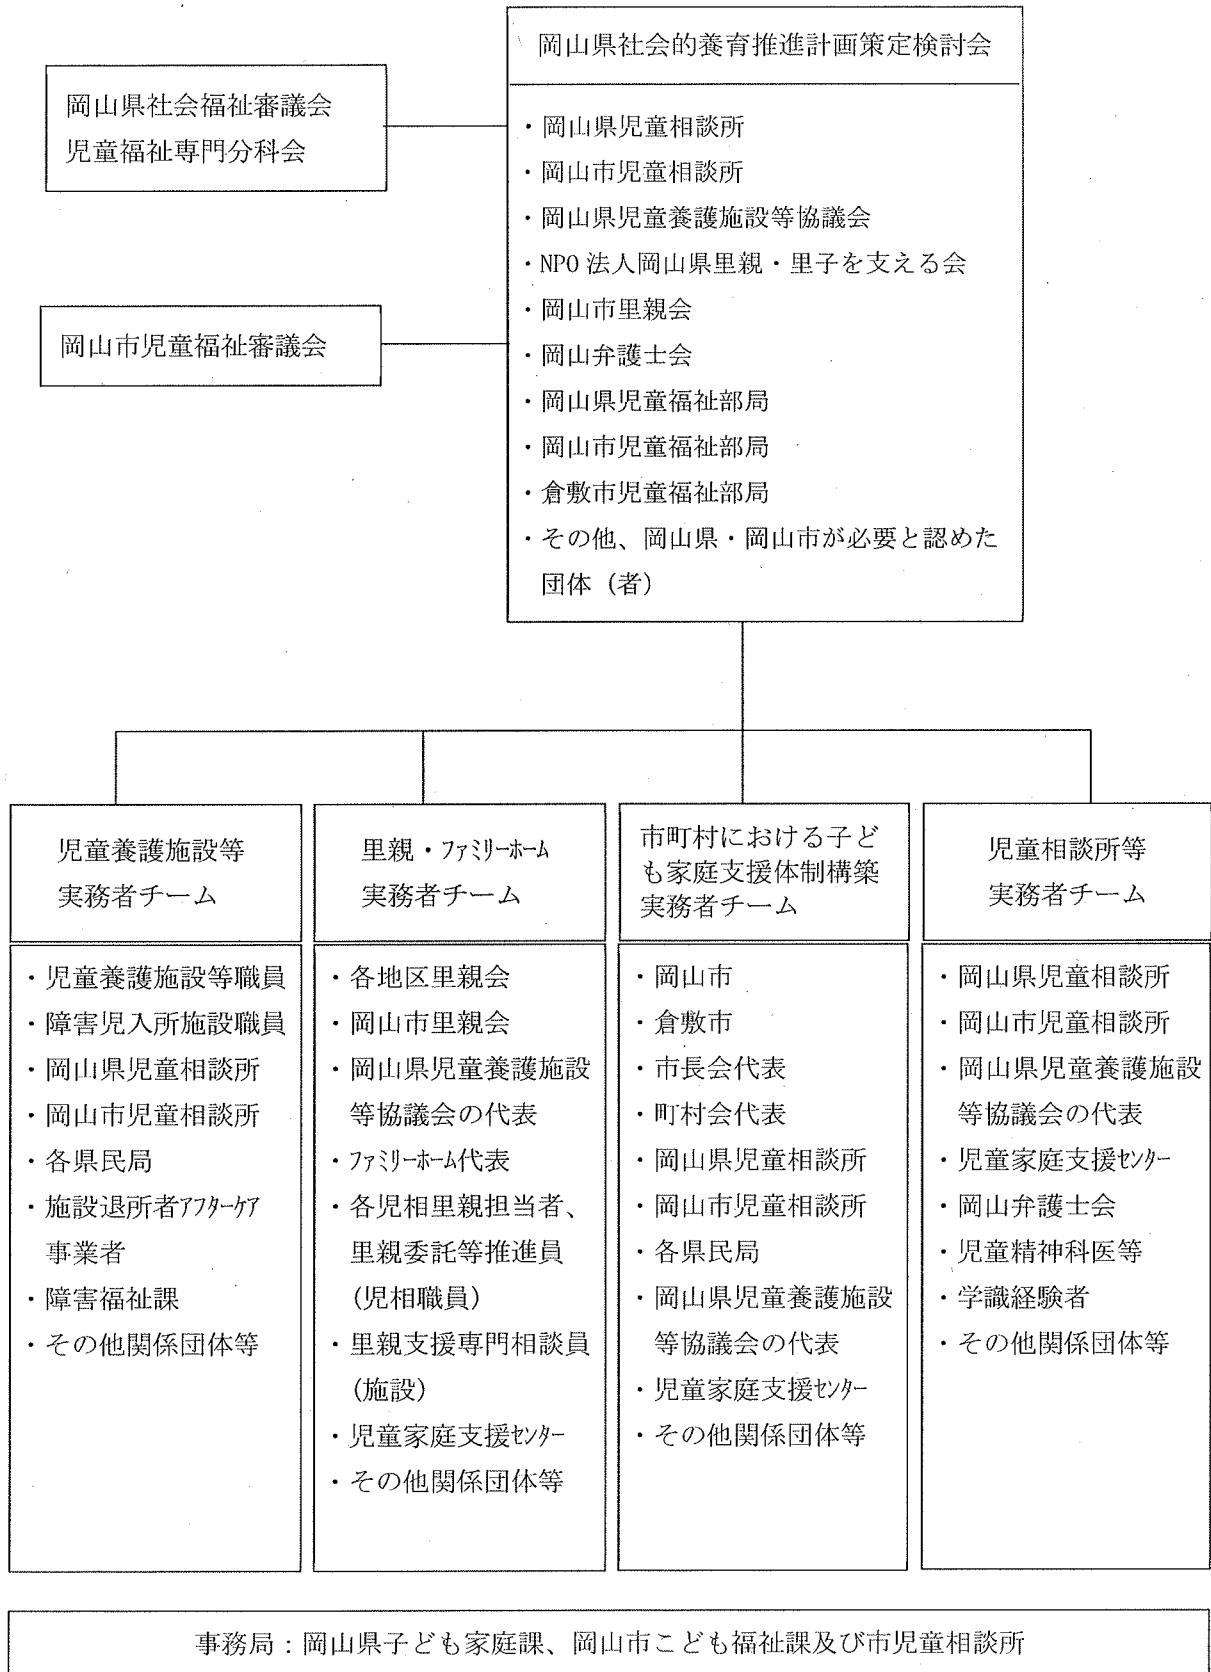 岡山県社会的養育推進計画策定検討会
岡山県社会福祉審議会
児童福祉専門分科会
岡山市児童福祉審議会
・岡山県児童相談所
・岡山市児童相談所
・岡山県児童養護施設等協議会
・NPO法人岡山県里親・里子を支える会
・岡山市里親会
・岡山弁護士会
・岡山県児童福祉部局
・岡山市児童福祉部局
・倉敷市児童福祉部局
・その他、岡山県・岡山市が必要と認めた
団体（者）
児童養護施設等
実務者チーム
・児童養護施設等職員
・障害児入所施設職員
・岡山県児童相談所
・岡山市児童相談所
・各県民局
・施設退所者ｱﾌﾀｰｹｱ
事業者
・障害福祉課
・その他関係団体等
里親・ﾌｧﾐﾘｰﾎｰﾑ
実務者チーム
・各地区里親会
・岡山市里親会
・岡山県児童養護施設
等協議会の代表
・ﾌｧﾐﾘｰﾎｰﾑ代表
・各児相里親担当者、
里親委託等推進員
（児相職員）
・里親支援専門相談員
（施設）
・児童家庭支援ｾﾝﾀｰ
・その他関係団体等
市町村における子ど
も家庭支援体制構築
実務者チーム
・岡山市
・倉敷市
・市長会代表
・町村会代表
・岡山県児童相談所
・岡山市児童相談所
・各県民局
・岡山県児童養護施設
等協議会の代表
・児童家庭支援ｾﾝﾀｰ
・その他関係団体等
児童相談所等
実務者チーム
・岡山県児童相談所
・岡山市児童相談所
・岡山県児童養護施設
等協議会の代表
・児童家庭支援ｾﾝﾀｰ
・岡山弁護士会
・児童精神科医等
・学識経験者
・その他関係団体等
事務局：岡山県子ども家庭課、岡山市こども福祉課及び市児童相談所